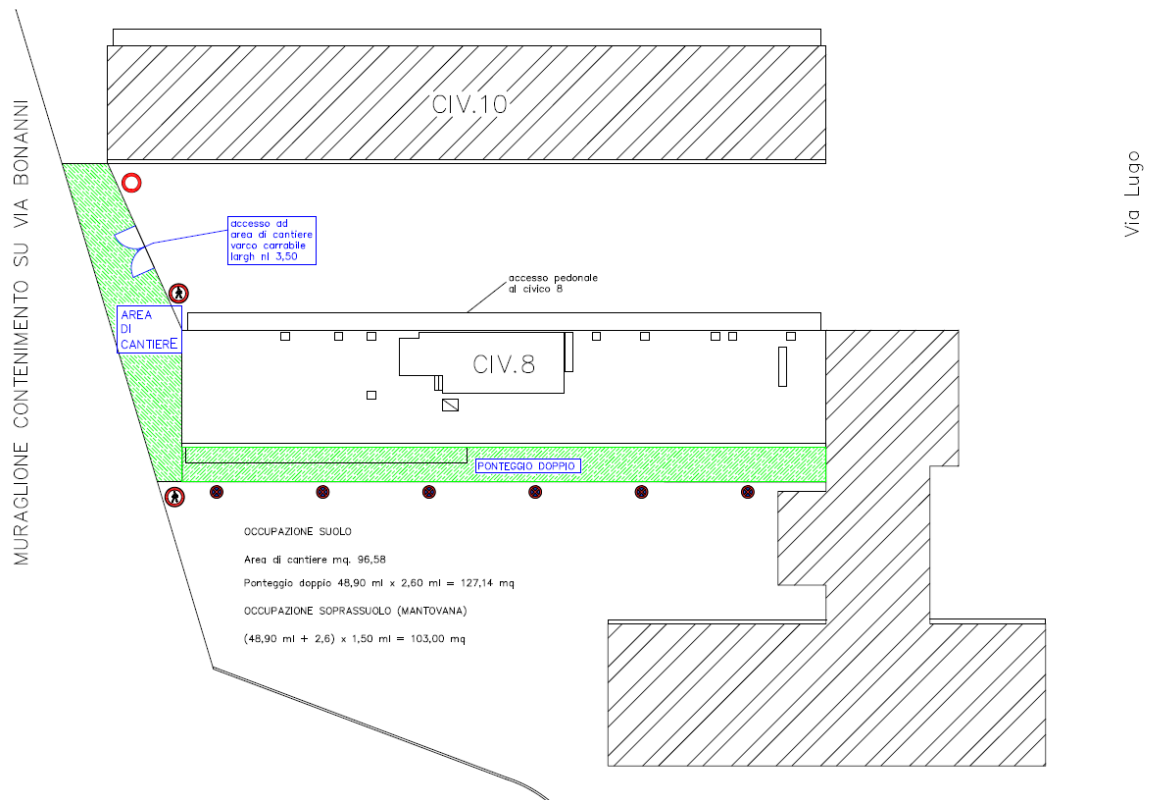 CIV.10
MURAGLIONE CONTENIMENTO SU VIA BONANNI
Via Lugo
accesso ad
area di cantiere
varco carrabile
largh nl 3,50
accesso pedonale
al civico 8
AREA
DI
CANTIERE
CIV.8
PONTEGGIO DOPPIO
OCCUPAZIONE SUOLO
Area di cantiere mq. 96,58
Ponteggio doppio 48,90 ml x 2,60 ml = 127,14 mq
OCCUPAZIONE SOPRASSUOLO (MANTOVANA)
(48,90 ml + 2,6) x 1,50 ml = 103,00 mq